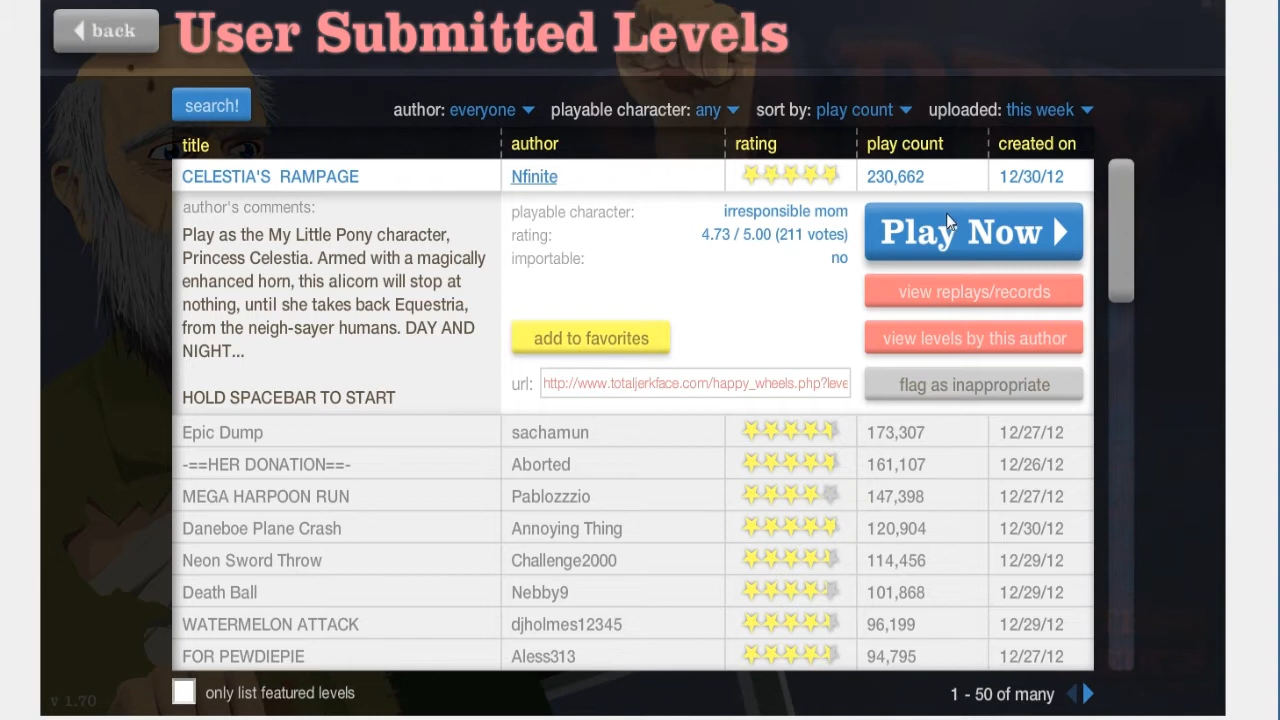 back
User Submitted Levels
search!
author: everyone playable character: any sort by: play count uploaded: this week
title author rating play count created on
CELESTIA'S RAMPAGE Nfinite 230,662 12/30/12
author's comments:
Play as the My Little Pony character,
Princess Celestia. Armed with a magically
enhanced horn, this alicorn will stop at
nothing, until she takes back Equestria,
from the neigh-sayer humans. DAY AND
NIGHT...
HOLD SPACEBAR TO START
playable character: irresponsible mom
rating: 4.73 / 5.00 (211 votes)
importable: no
add to favorites
url: http://www.totaljerkface.com/happy_wheels.php?leve
Play Now
view replays/records
view levels by this author
flag as inappropriate
Epic Dump sachamun 173,307 12/27/12
-==HER DONATION==- Aborted 161,107 12/26/12
MEGA HARPOON RUN Pablozzzio 147,398 12/27/12
Daneboe Plane Crash Annoying Thing 120,904 12/30/12
Neon Sword Throw Challenge2000 114,456 12/29/12
Death Ball Nebby9 101,868 12/29/12
WATERMELON ATTACK djholmes12345 96,199 12/29/12
FOR PEWDIEPIE Aless313 94,795 12/27/12
v 1.70
only list featured levels
1 - 50 of many